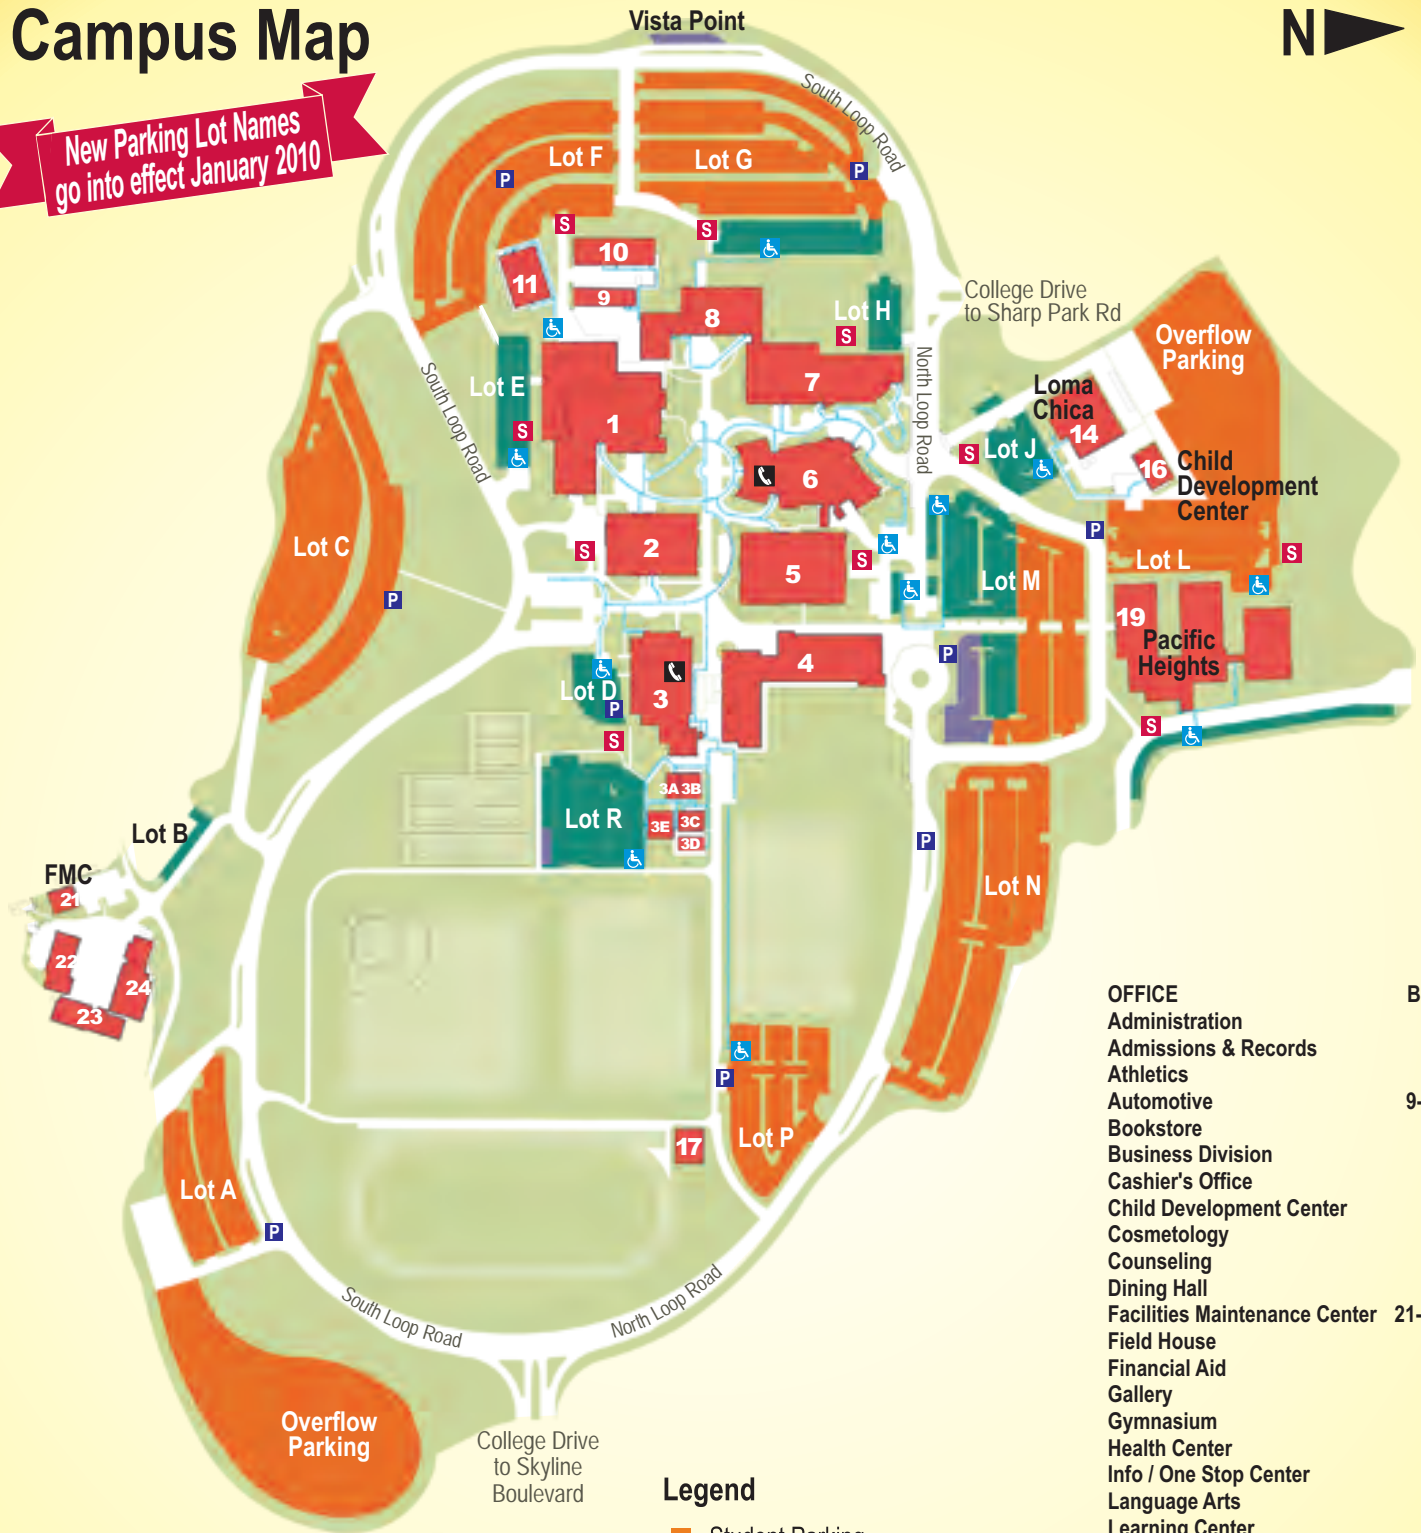 Campus Map
New Parking Lot Names
go into effect January 2010
Vista Point
N
South Loop Road
Lot F
Lot G
P
P
S
S
10
11
9
8
Lot H
S
College Drive
to Sharp Park Rd
Overflow
Parking
South Loop Road
Lot E
S
1
7
North Loop Road
Loma
Chica
14
Lot J
S
16
Child
Development
Center
6
Lot C
P
S
2
5
S
Lot M
P
Lot L
S
19
Pacific
Heights
S
Lot D
P
S
3
4
P
3A 3B
3C
3E
3D
Lot R
Lot B
FMC
21
22
24
23
P
Lot N
P
Lot P
17
Lot A
P
South Loop Road
North Loop Road
Overflow
Parking
College Drive
to Skyline
Boulevard
Legend
Student Parking
OFFICE B
Administration
Admissions & Records
Athletics
Automotive 9-
Bookstore
Business Division
Cashier's Office
Child Development Center
Cosmetology
Counseling
Dining Hall
Facilities Maintenance Center 21-
Field House
Financial Aid
Gallery
Gymnasium
Health Center
Info / One Stop Center
Language Arts
Learning Center